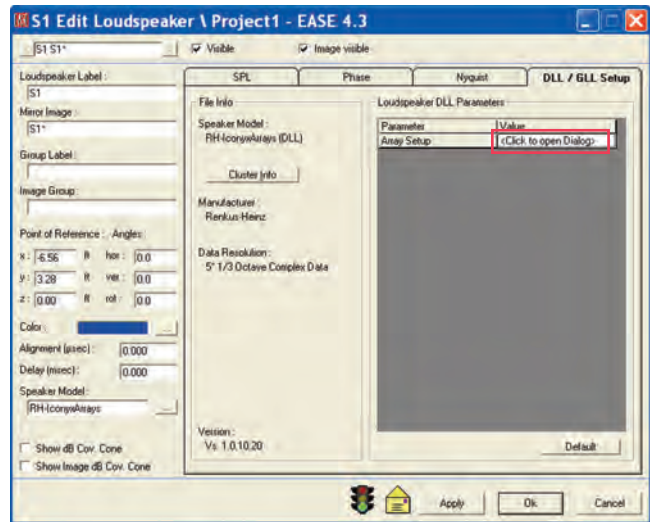 S1 Edit Loudspeaker \ Project1 - EASE 4.3
S1 S1*
Visible
Image visible
Loudspeaker Label :
S1
Mirror Image :
S1*
Group Label :
Image Group :
Point of Reference : Angles :
x : -6.56 ft hor : 0.0
y : 3.28 ft ver : 0.0
z : 0.00 ft rot : 0.0
Color :
...
Alignment (µsec) : 0.000
Delay (msec) : 0.000
Speaker Model :
RH-IconyxArrays
...
Show dB Cov. Cone
Show Image dB Cov. Cone
SPL
Phase
Nyquist
DLL / GLL Setup
File Info
Speaker Model :
RH-IconyxArrays (DLL)
Cluster Info
Manufacturer :
Renkus-Heinz
Data Resolution :
5° 1/3 Octave Complex Data
Version :
Vs. 1.0.10.20
Loudspeaker DLL Parameters
Parameter Value
Array Setup <Click to open Dialog>
Default
Apply
Ok
Cancel